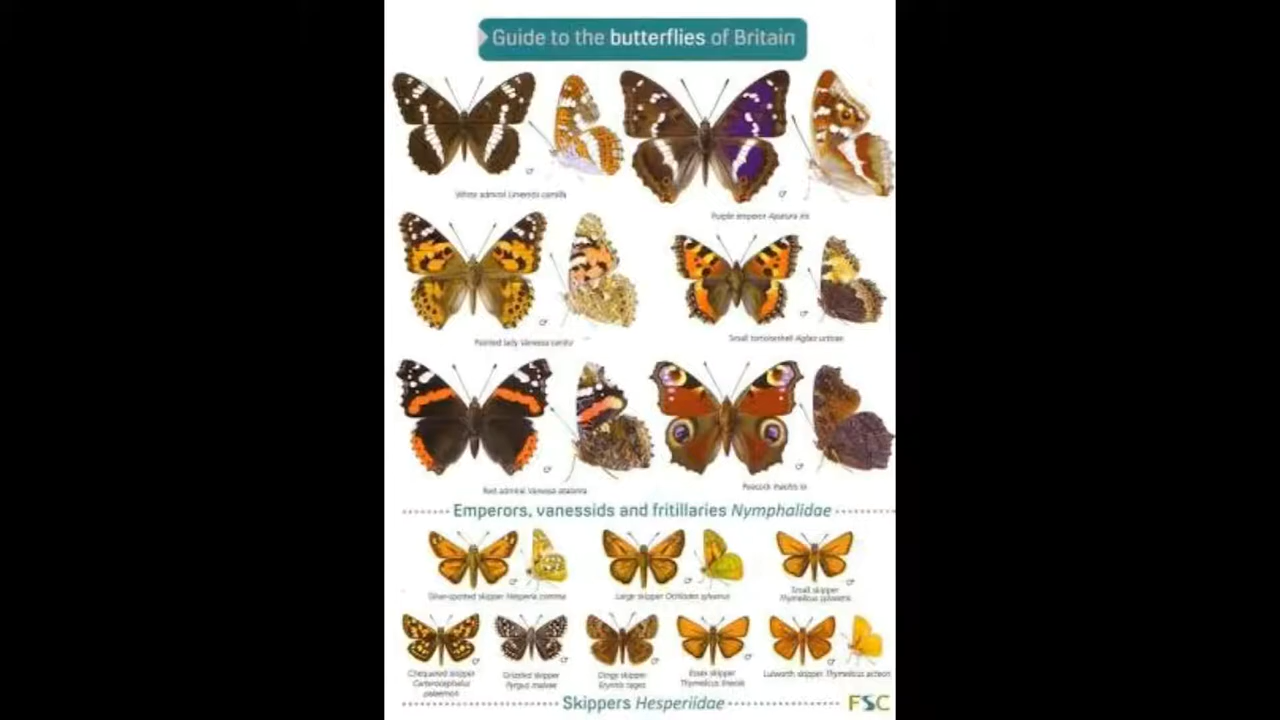 Guide to the butterflies of Britain
White admiral Limenitis camilla
Purple emperor Apatura iris
Painted lady Vanessa cardui
Small tortoiseshell Aglais urticae
Red admiral Vanessa atalanta
Peacock Inachis io
Emperors, vanessids and fritillaries Nymphalidae
Silver-spotted skipper Hesperia comma
Large skipper Ochlodes sylvanus
Small skipper
Thymelicus sylvestris
Chequered skipper
Carterocephalus
palaemon
Grizzled skipper
Pyrgus malvae
Dingy skipper
Erynnis tages
Essex skipper
Thymelicus lineola
Lulworth skipper Thymelicus acteon
Skippers Hesperiidae
FSC